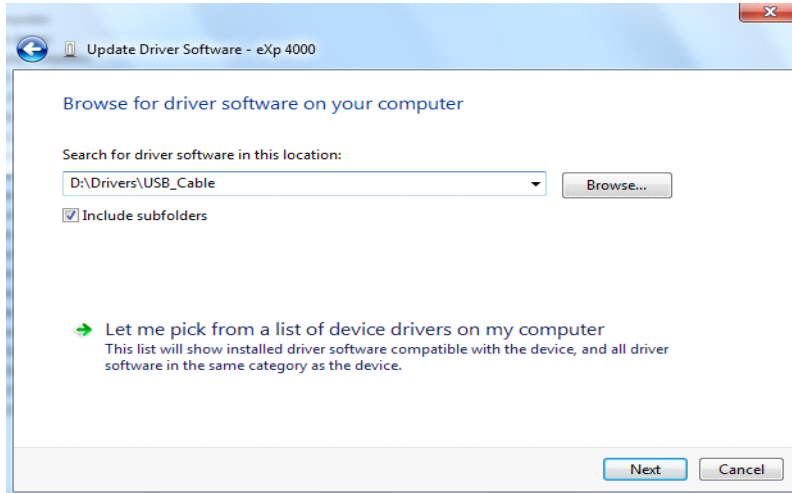 Update Driver Software - eXp 4000
Browse for driver software on your computer
Search for driver software in this location:
D:\Drivers\USB_Cable
Browse...
Include subfolders
Let me pick from a list of device drivers on my computer
This list will show installed driver software compatible with the device, and all driver
software in the same category as the device.
Next
Cancel